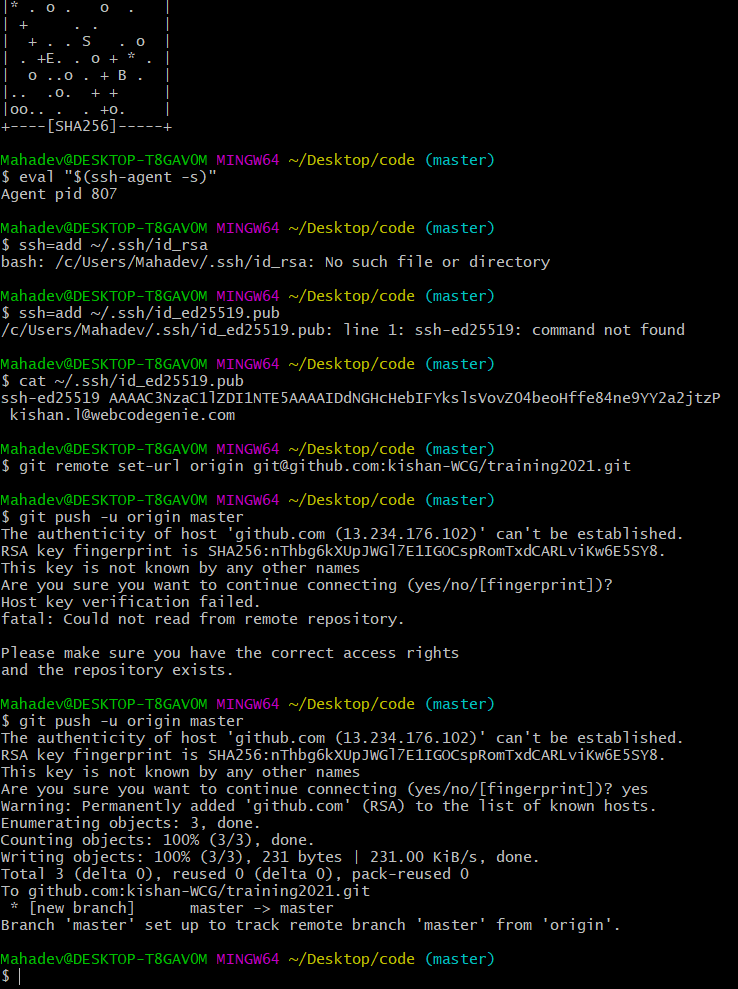 |* . o .   o  .   |
| +     . .       |
|  + . . S   . o  |
| . +E. . o + * . |
|  o ..o . + B .  |
|..  .o.  + +     |
|oo.. .  . +o.    |
+----[SHA256]-----+
Mahadev@DESKTOP-T8GAV0M MINGW64 ~/Desktop/code (master)
$ eval "$(ssh-agent -s)"
Agent pid 807
Mahadev@DESKTOP-T8GAV0M MINGW64 ~/Desktop/code (master)
$ ssh=add ~/.ssh/id_rsa
bash: /c/Users/Mahadev/.ssh/id_rsa: No such file or directory
Mahadev@DESKTOP-T8GAV0M MINGW64 ~/Desktop/code (master)
$ ssh=add ~/.ssh/id_ed25519.pub
/c/Users/Mahadev/.ssh/id_ed25519.pub: line 1: ssh-ed25519: command not found
Mahadev@DESKTOP-T8GAV0M MINGW64 ~/Desktop/code (master)
$ cat ~/.ssh/id_ed25519.pub
ssh-ed25519 AAAAC3NzaC1lZDI1NTE5AAAAIDdNGHcHebIFYkslsVovZO4beoHffe84ne9YY2a2jtzP
 kishan.l@webcodegenie.com
Mahadev@DESKTOP-T8GAV0M MINGW64 ~/Desktop/code (master)
$ git remote set-url origin git@github.com:kishan-WCG/training2021.git
Mahadev@DESKTOP-T8GAV0M MINGW64 ~/Desktop/code (master)
$ git push -u origin master
The authenticity of host 'github.com (13.234.176.102)' can't be established.
RSA key fingerprint is SHA256:nThbg6kXUpJWGl7E1IGOCspRomTxdCARLviKw6E5SY8.
This key is not known by any other names
Are you sure you want to continue connecting (yes/no/[fingerprint])?
Host key verification failed.
fatal: Could not read from remote repository.
Please make sure you have the correct access rights
and the repository exists.
Mahadev@DESKTOP-T8GAV0M MINGW64 ~/Desktop/code (master)
$ git push -u origin master
The authenticity of host 'github.com (13.234.176.102)' can't be established.
RSA key fingerprint is SHA256:nThbg6kXUpJWGl7E1IGOCspRomTxdCARLviKw6E5SY8.
This key is not known by any other names
Are you sure you want to continue connecting (yes/no/[fingerprint])? yes
Warning: Permanently added 'github.com' (RSA) to the list of known hosts.
Enumerating objects: 3, done.
Counting objects: 100% (3/3), done.
Writing objects: 100% (3/3), 231 bytes | 231.00 KiB/s, done.
Total 3 (delta 0), reused 0 (delta 0), pack-reused 0
To github.com:kishan-WCG/training2021.git
 * [new branch]      master -> master
Branch 'master' set up to track remote branch 'master' from 'origin'.
Mahadev@DESKTOP-T8GAV0M MINGW64 ~/Desktop/code (master)
$